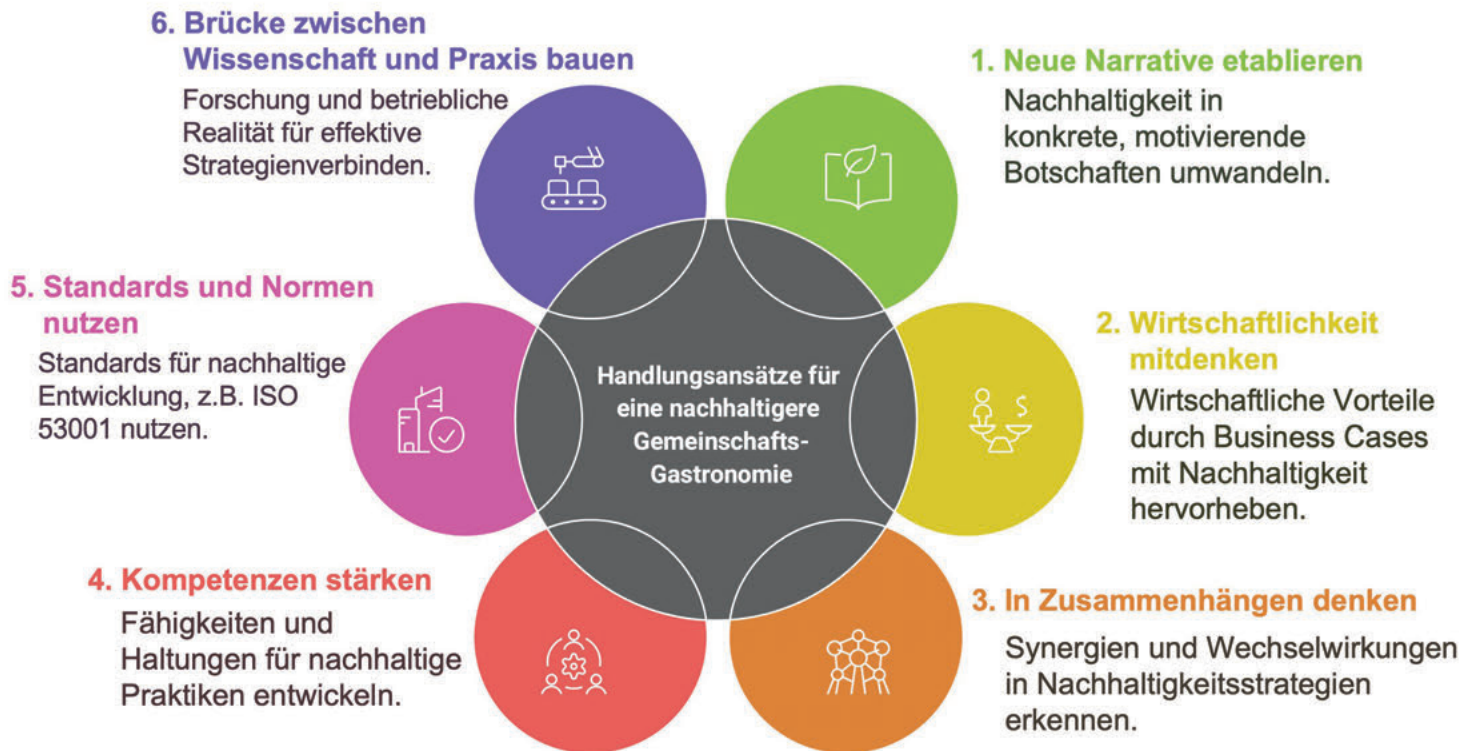 6. Brücke zwischen
Wissenschaft und Praxis bauen
Forschung und betriebliche
Realität für effektive
Strategienverbinden.
1. Neue Narrative etablieren
Nachhaltigkeit in
konkrete, motivierende
Botschaften umwandeln.
5. Standards und Normen
nutzen
Standards für nachhaltige
Entwicklung, z.B. ISO
53001 nutzen.
Handlungsansätze für
eine nachhaltigere
Gemeinschafts-
Gastronomie
$
2. Wirtschaftlichkeit
mitdenken
Wirtschaftliche Vorteile
durch Business Cases
mit Nachhaltigkeit
hervorheben.
4. Kompetenzen stärken
Fähigkeiten und
Haltungen für nachhaltige
Praktiken entwickeln.
3. In Zusammenhängen denken
Synergien und Wechselwirkungen
in Nachhaltigkeitsstrategien
erkennen.